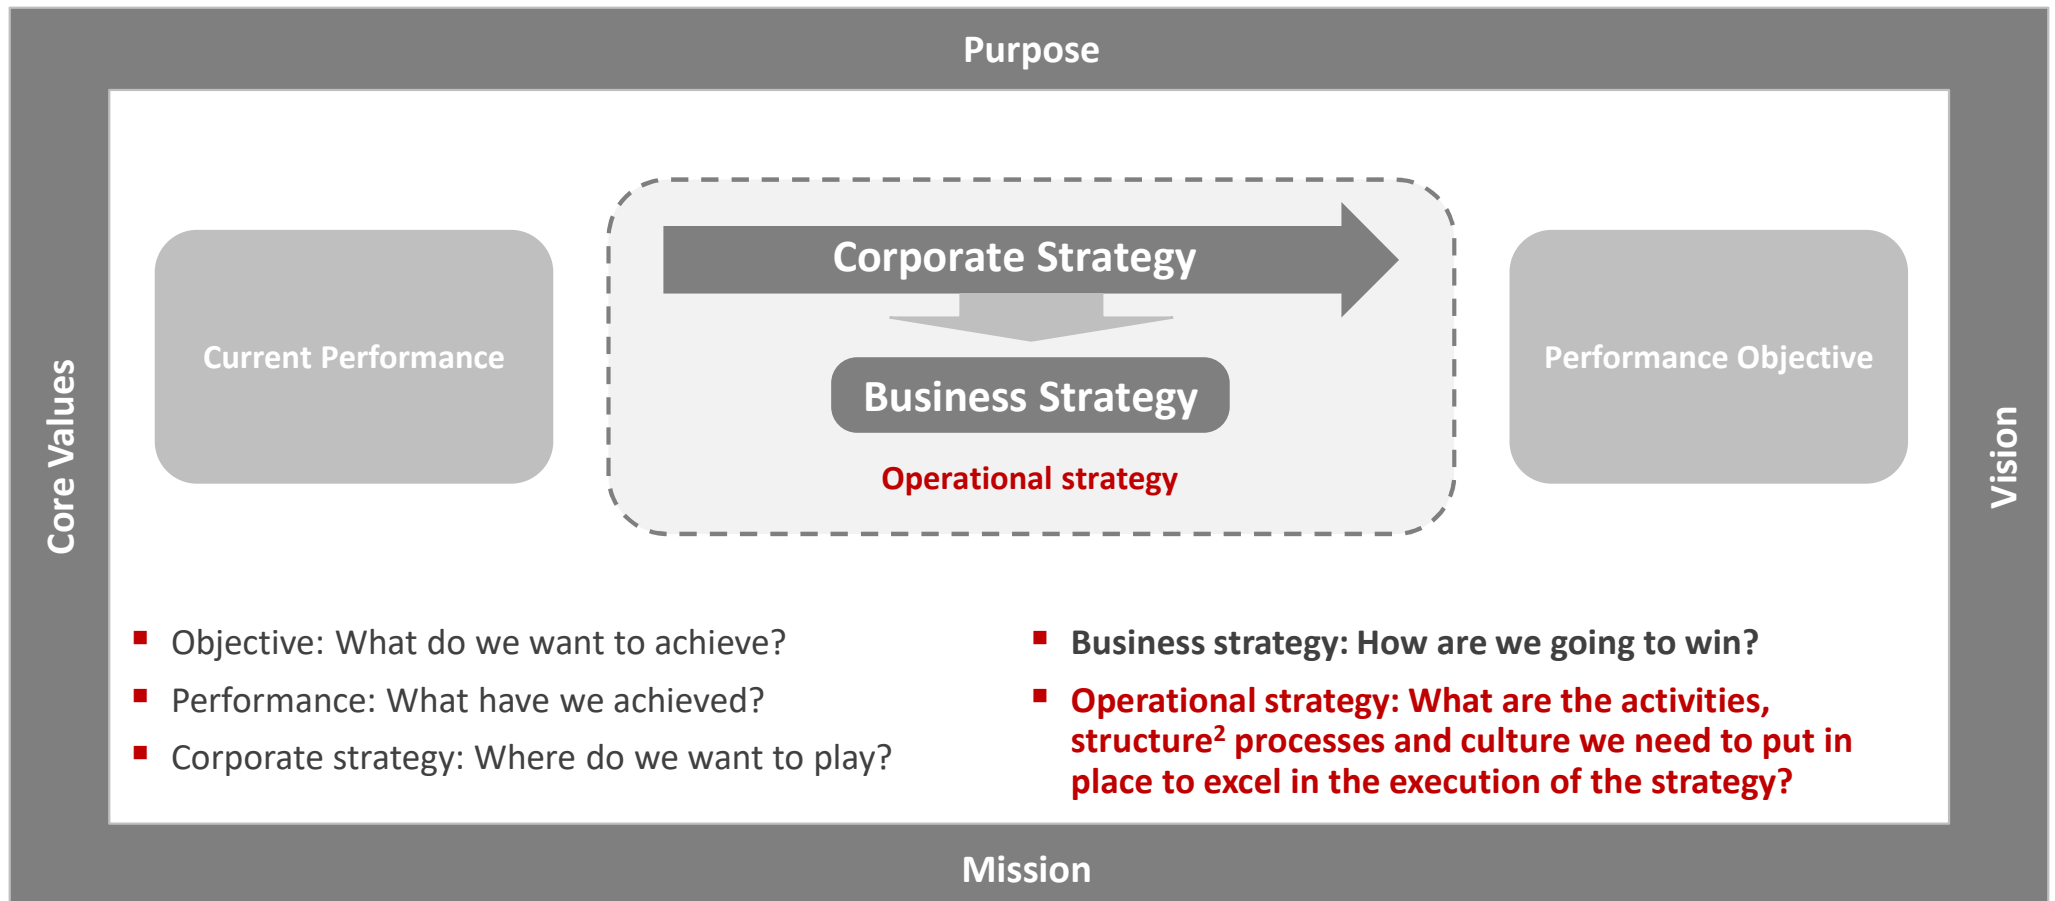 Purpose
Core Values
Current Performance
Corporate Strategy
Business Strategy
Operational strategy
Performance Objective
Vision
▪ Objective: What do we want to achieve?
▪ Performance: What have we achieved?
▪ Corporate strategy: Where do we want to play?
▪ Business strategy: How are we going to win?
▪ Operational strategy: What are the activities,
structure² processes and culture we need to put in
place to excel in the execution of the strategy?
Mission